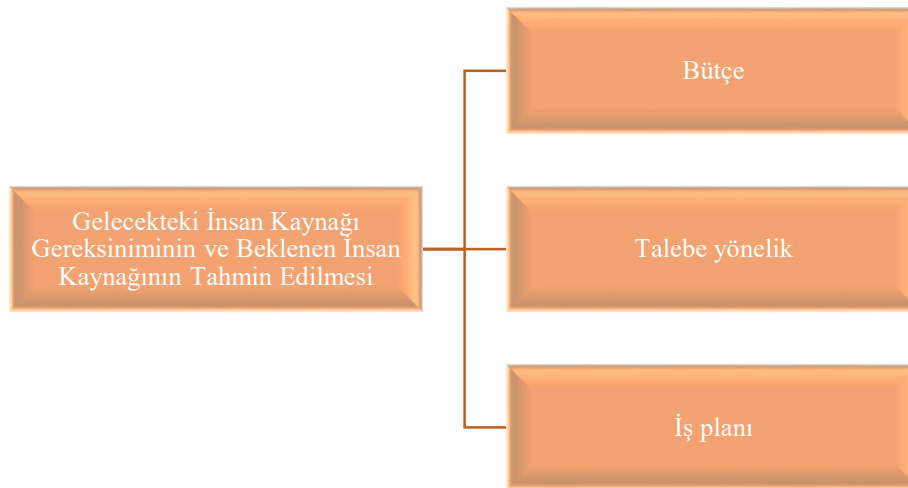 Gelecekteki İnsan Kaynağı
Gereksiniminin ve Beklenen İnsan
Kaynağının Tahmin Edilmesi
Bütçe
Talebe yönelik
İş planı